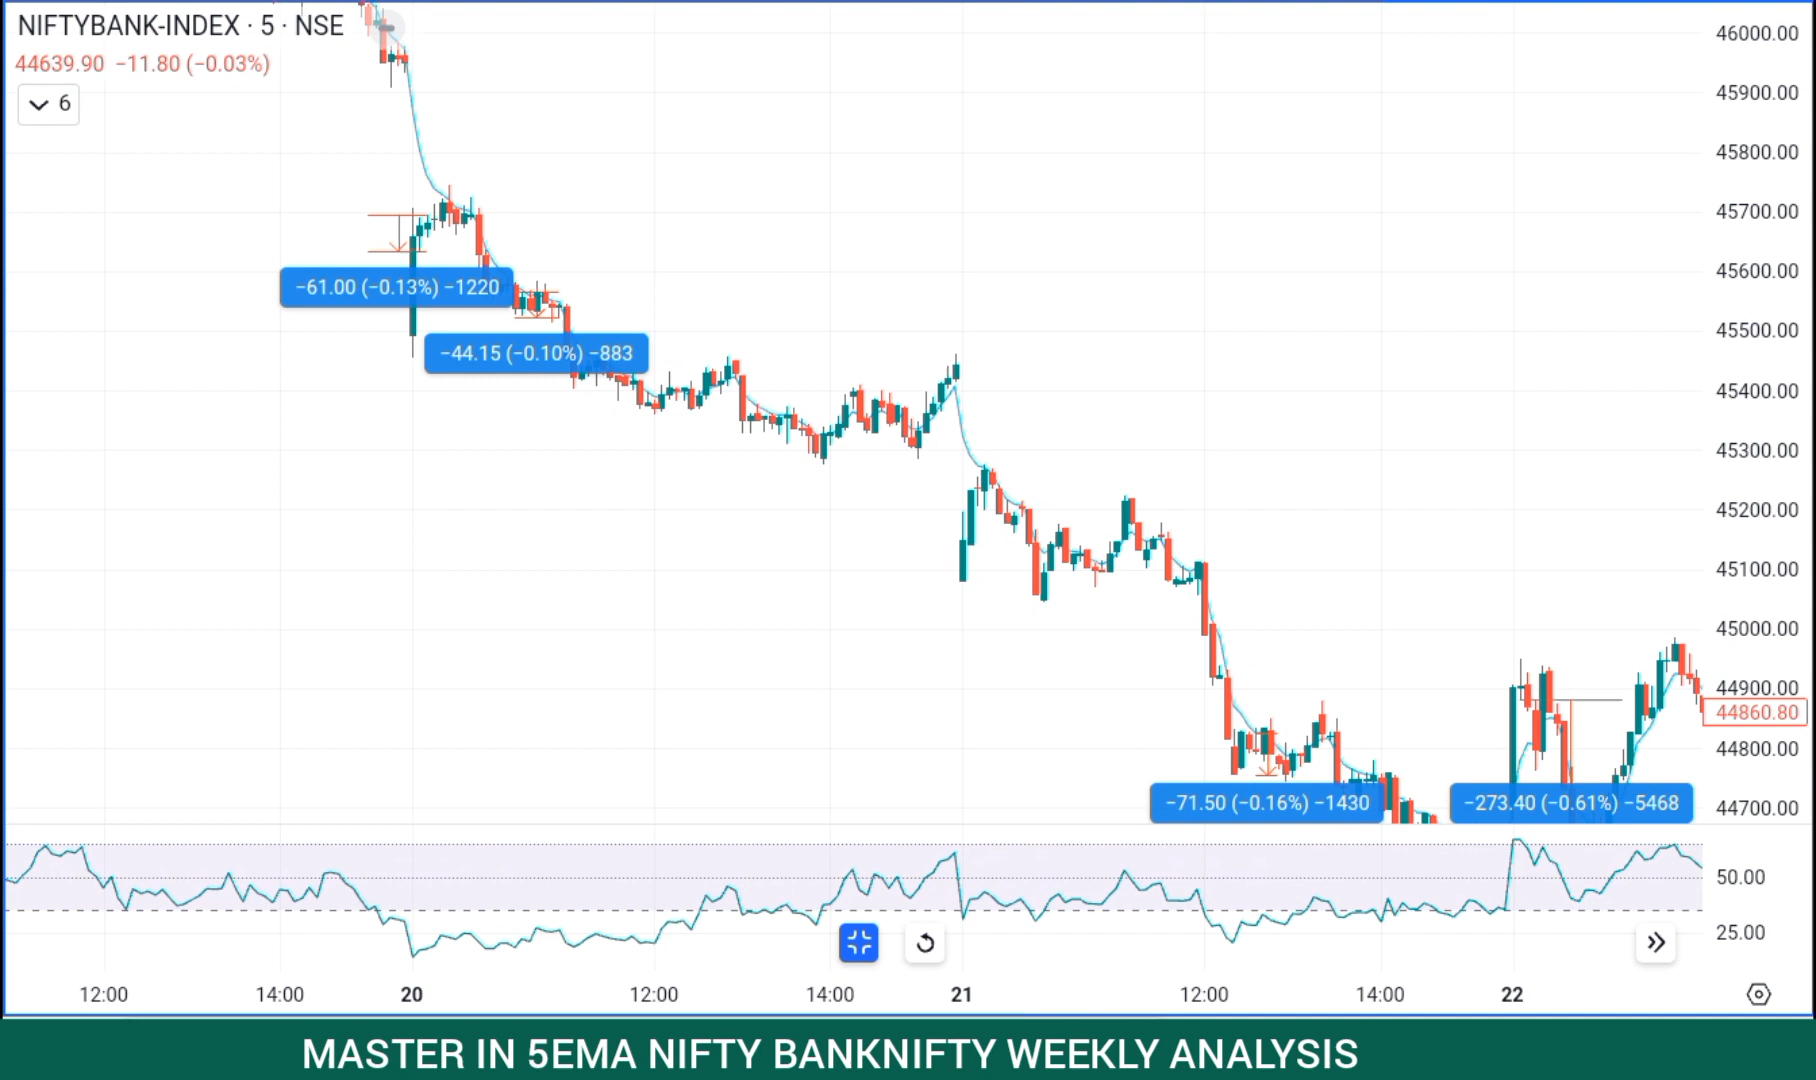 NIFTYBANK-INDEX · 5 · NSE
44639.90 −11.80 (−0.03%)
6
46000.00
45900.00
45800.00
45700.00
45600.00
45500.00
45400.00
45300.00
45200.00
45100.00
45000.00
44900.00
44860.80
44800.00
44700.00
−61.00 (−0.13%) −1220
−44.15 (−0.10%) −883
−71.50 (−0.16%) −1430
−273.40 (−0.61%) −5468
50.00
25.00
12:00 14:00 20 12:00 14:00 21 12:00 14:00 22
MASTER IN 5EMA NIFTY BANKNIFTY WEEKLY ANALYSIS